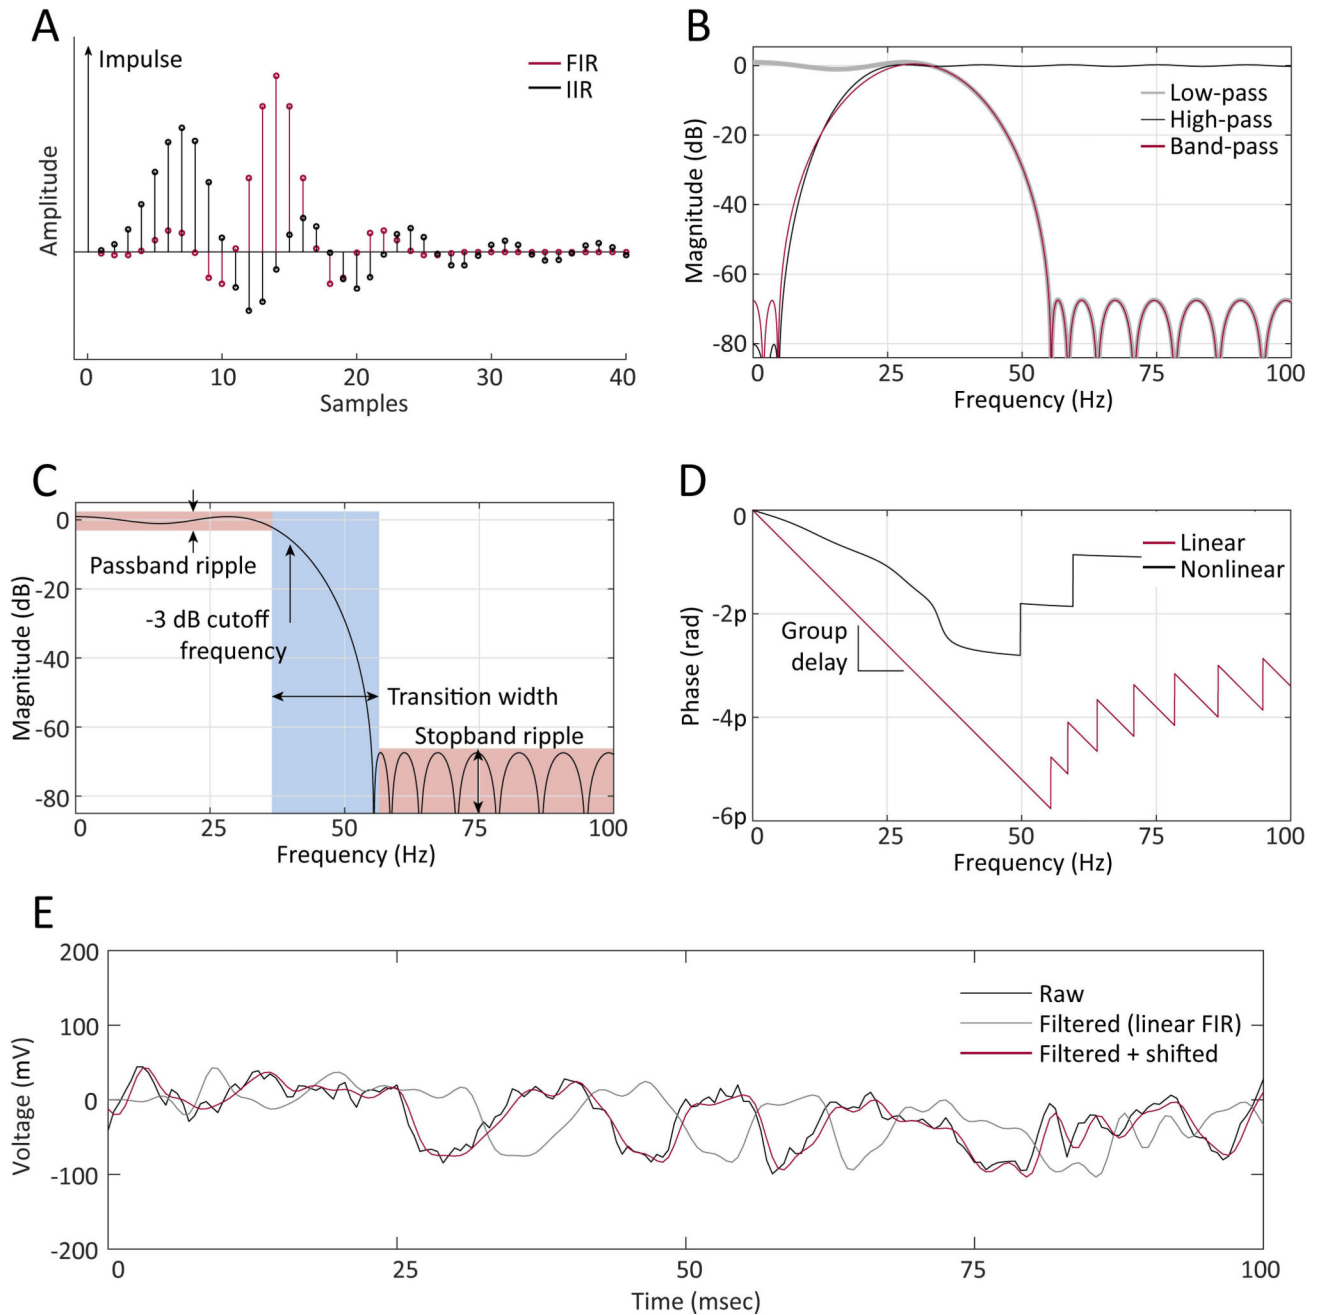 A
Impulse
FIR
IIR
Amplitude
0 10 20 30 40
Samples
B
0
-20
-40
-60
-80
Magnitude (dB)
Low-pass
High-pass
Band-pass
0 25 50 75 100
Frequency (Hz)
C
0
-20
-40
-60
-80
Magnitude (dB)
Passband ripple
-3 dB cutoff
frequency
Transition width
Stopband ripple
0 25 50 75 100
Frequency (Hz)
D
0
-2p
-4p
-6p
Phase (rad)
Linear
Nonlinear
Group
delay
0 25 50 75 100
Frequency (Hz)
E
200
100
0
-100
-200
Voltage (mV)
Raw
Filtered (linear FIR)
Filtered + shifted
0 25 50 75 100
Time (msec)